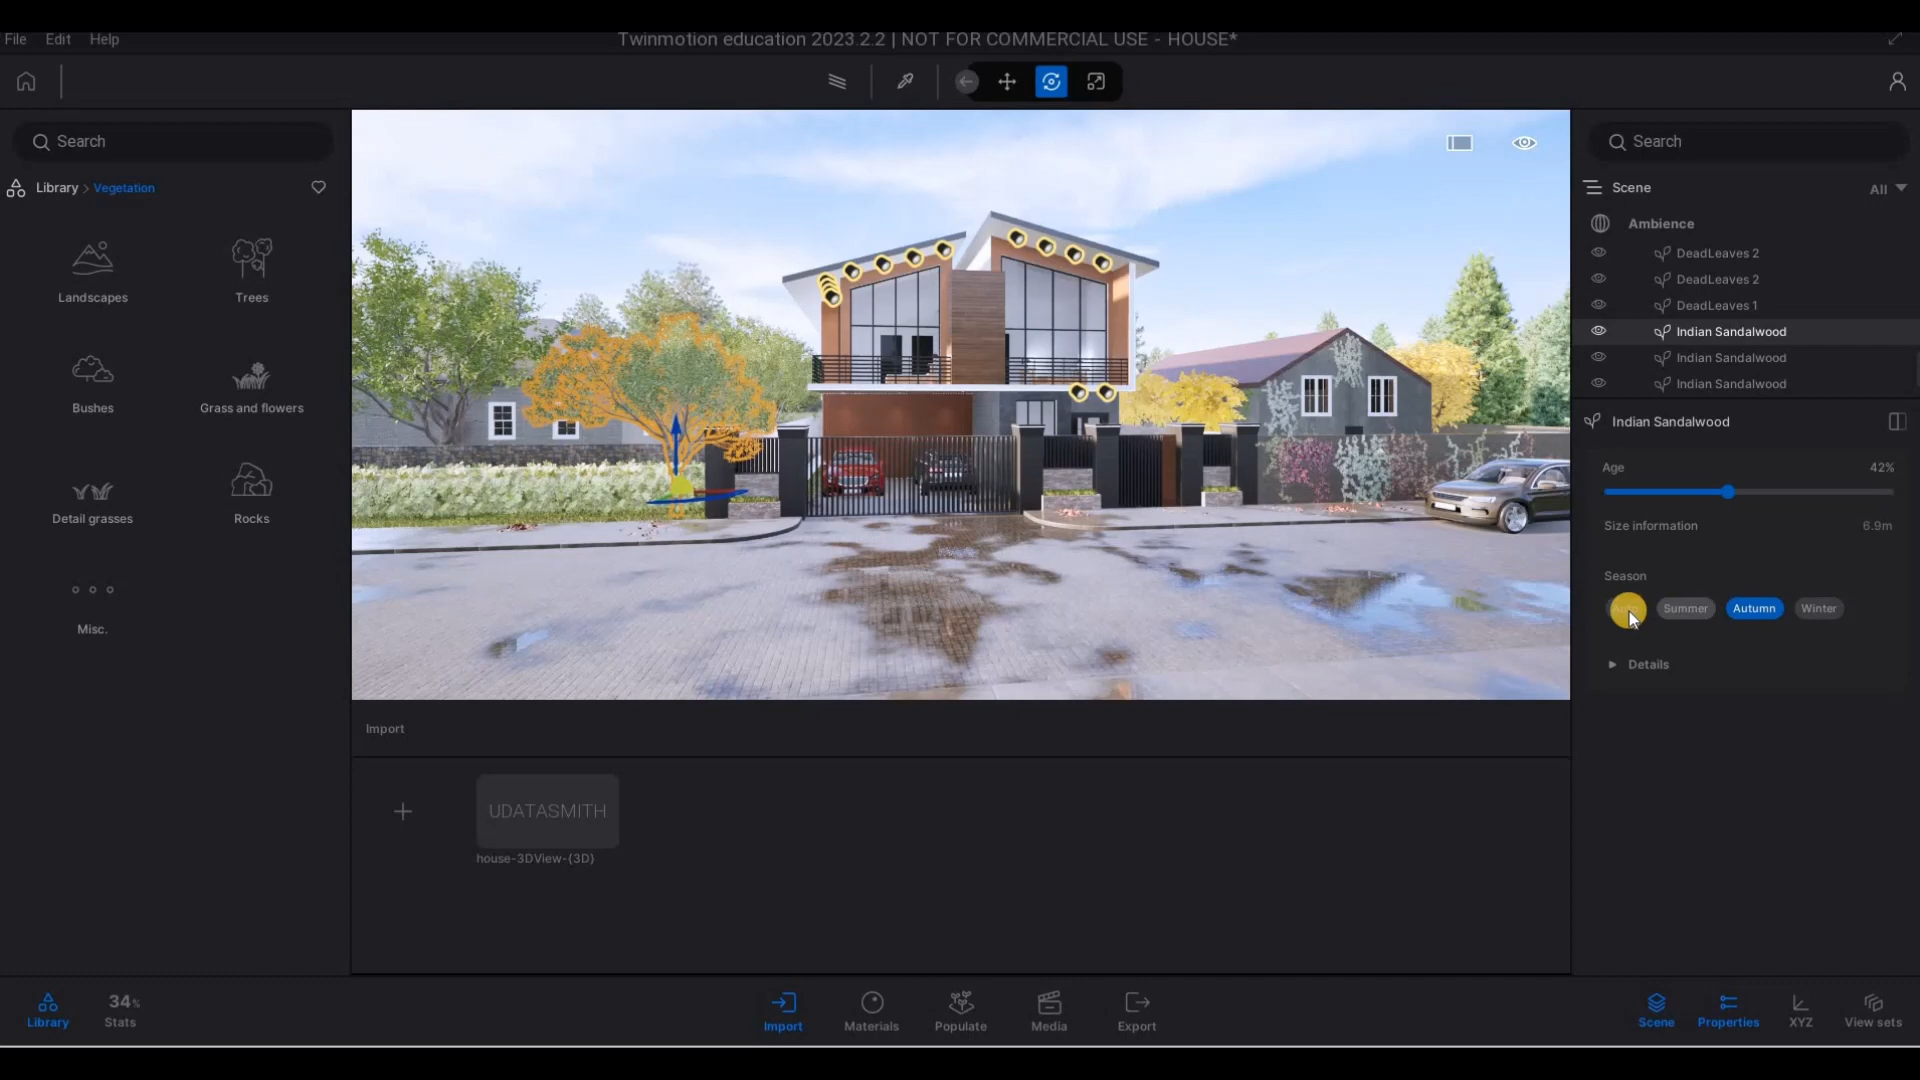 File Edit Help
Twinmotion education 2023.2.2 | NOT FOR COMMERCIAL USE - HOUSE*
Search
Library > Vegetation
Landscapes
Trees
Bushes
Grass and flowers
Detail grasses
Rocks
Misc.
Search
Scene
All
Ambience
DeadLeaves 2
DeadLeaves 2
DeadLeaves 1
Indian Sandalwood
Indian Sandalwood
Indian Sandalwood
Indian Sandalwood
Age 42%
Size information 6.9m
Season
Summer Autumn Winter
Details
Import
UDATASMITH
house-3DView-{3D}
Library
34%
Stats
Import
Materials
Populate
Media
Export
Scene
Properties
XYZ
View sets